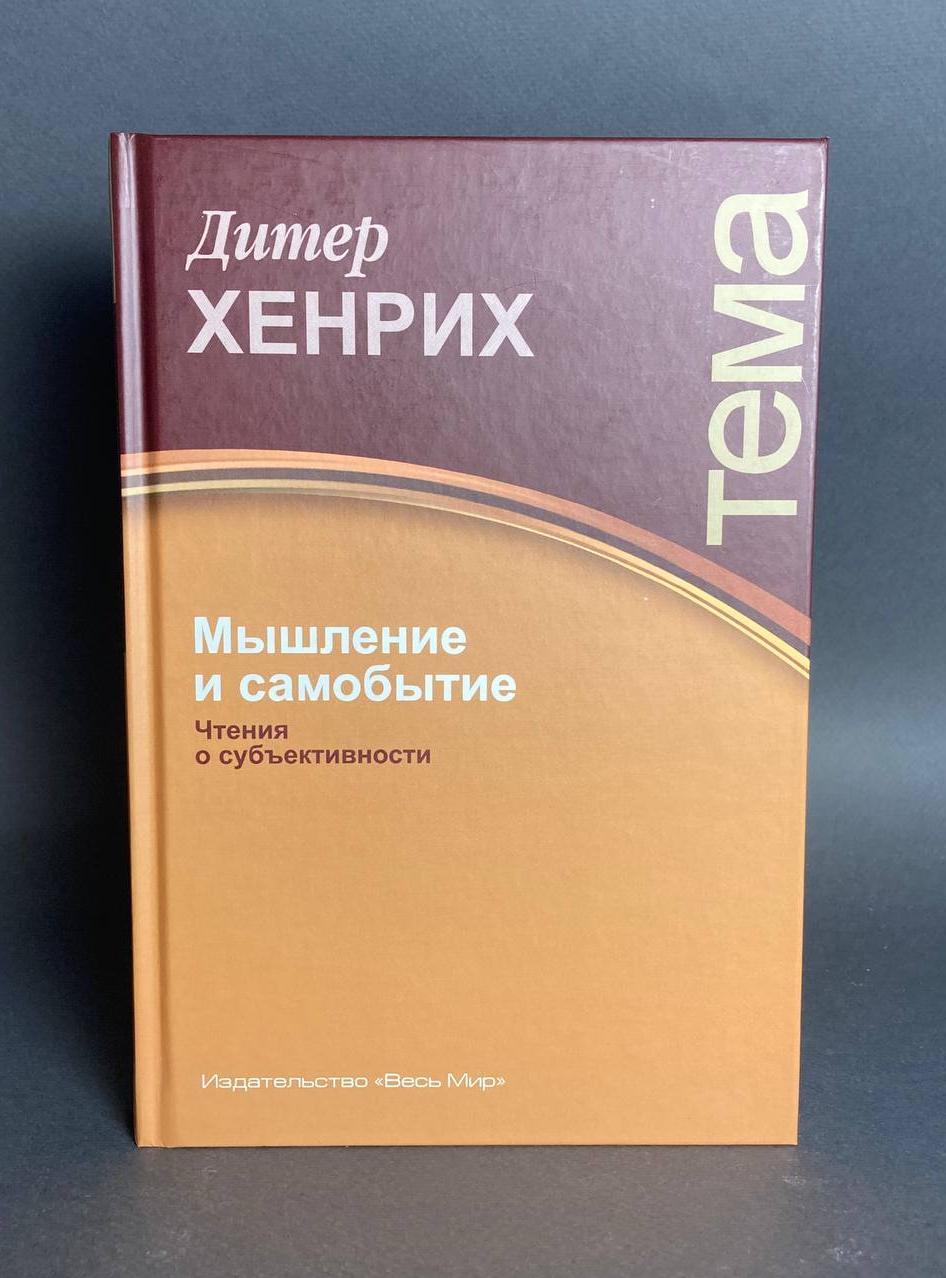 Дитер
ХЕНРИХ
тема
Мышление
и самобытие
Чтения
о субъективности
Издательство «Весь Мир»